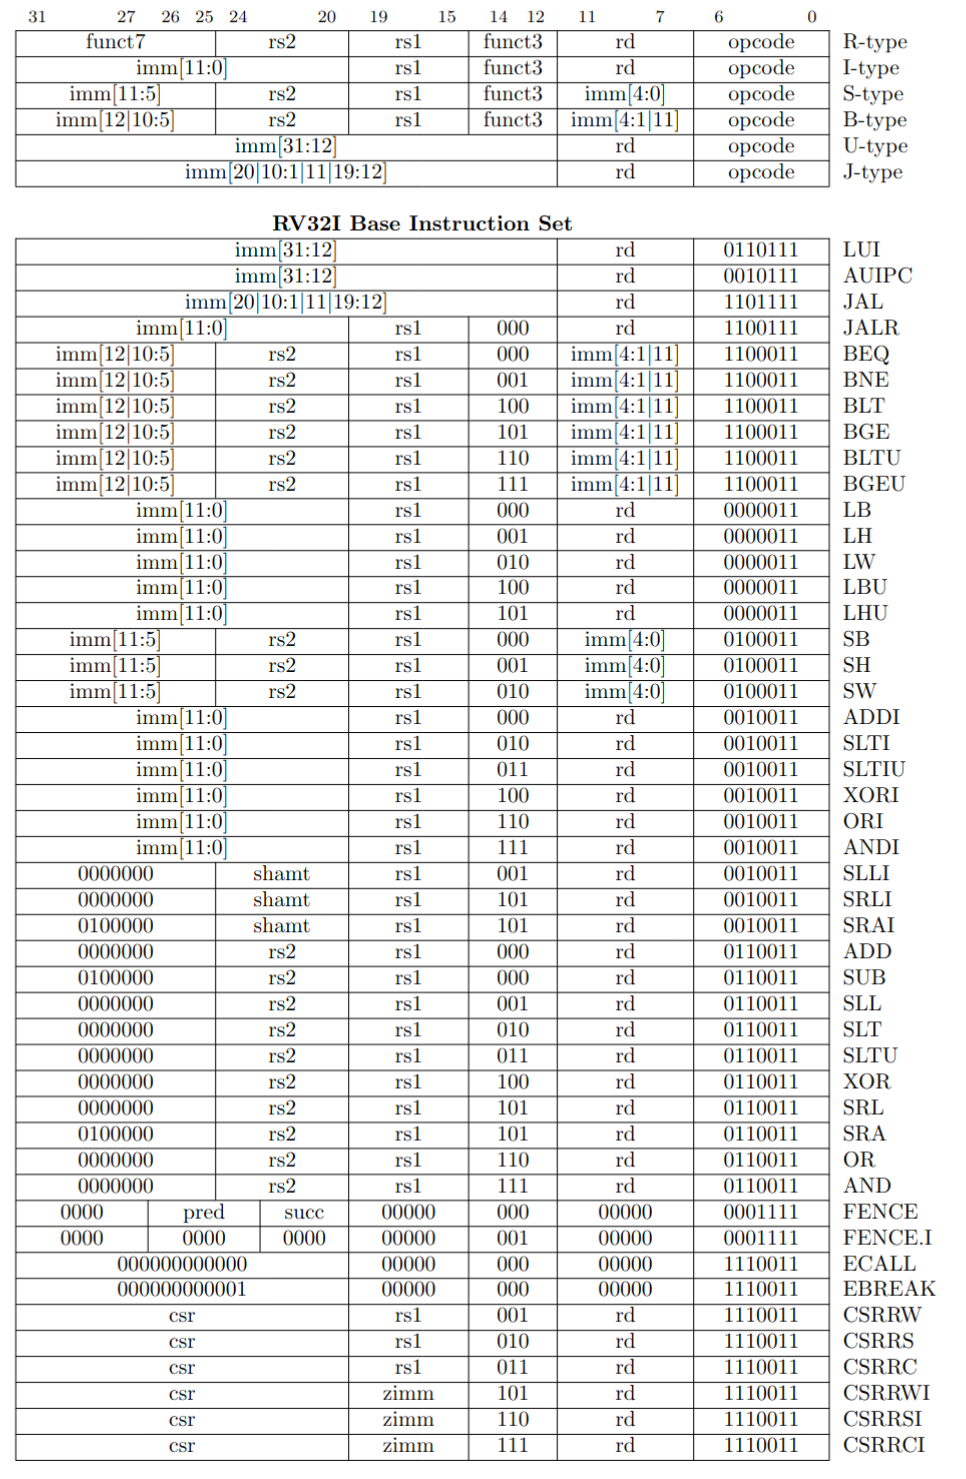 31 27 26 25 24 20 19 15 14 12 11 7 6 0
funct7 rs2 rs1 funct3 rd opcode R-type
imm[11:0] rs1 funct3 rd opcode I-type
imm[11:5] rs2 rs1 funct3 imm[4:0] opcode S-type
imm[12|10:5] rs2 rs1 funct3 imm[4:1|11] opcode B-type
imm[31:12] rd opcode U-type
imm[20|10:1|11|19:12] rd opcode J-type
RV32I Base Instruction Set
imm[31:12] rd 0110111 LUI
imm[31:12] rd 0010111 AUIPC
imm[20|10:1|11|19:12] rd 1101111 JAL
imm[11:0] rs1 000 rd 1100111 JALR
imm[12|10:5] rs2 rs1 000 imm[4:1|11] 1100011 BEQ
imm[12|10:5] rs2 rs1 001 imm[4:1|11] 1100011 BNE
imm[12|10:5] rs2 rs1 100 imm[4:1|11] 1100011 BLT
imm[12|10:5] rs2 rs1 101 imm[4:1|11] 1100011 BGE
imm[12|10:5] rs2 rs1 110 imm[4:1|11] 1100011 BLTU
imm[12|10:5] rs2 rs1 111 imm[4:1|11] 1100011 BGEU
imm[11:0] rs1 000 rd 0000011 LB
imm[11:0] rs1 001 rd 0000011 LH
imm[11:0] rs1 010 rd 0000011 LW
imm[11:0] rs1 100 rd 0000011 LBU
imm[11:0] rs1 101 rd 0000011 LHU
imm[11:5] rs2 rs1 000 imm[4:0] 0100011 SB
imm[11:5] rs2 rs1 001 imm[4:0] 0100011 SH
imm[11:5] rs2 rs1 010 imm[4:0] 0100011 SW
imm[11:0] rs1 000 rd 0010011 ADDI
imm[11:0] rs1 010 rd 0010011 SLTI
imm[11:0] rs1 011 rd 0010011 SLTIU
imm[11:0] rs1 100 rd 0010011 XORI
imm[11:0] rs1 110 rd 0010011 ORI
imm[11:0] rs1 111 rd 0010011 ANDI
0000000 shamt rs1 001 rd 0010011 SLLI
0000000 shamt rs1 101 rd 0010011 SRLI
0100000 shamt rs1 101 rd 0010011 SRAI
0000000 rs2 rs1 000 rd 0110011 ADD
0100000 rs2 rs1 000 rd 0110011 SUB
0000000 rs2 rs1 001 rd 0110011 SLL
0000000 rs2 rs1 010 rd 0110011 SLT
0000000 rs2 rs1 011 rd 0110011 SLTU
0000000 rs2 rs1 100 rd 0110011 XOR
0000000 rs2 rs1 101 rd 0110011 SRL
0100000 rs2 rs1 101 rd 0110011 SRA
0000000 rs2 rs1 110 rd 0110011 OR
0000000 rs2 rs1 111 rd 0110011 AND
0000 pred succ 00000 000 00000 0001111 FENCE
0000 0000 0000 00000 001 00000 0001111 FENCE.I
000000000000 00000 000 00000 1110011 ECALL
000000000001 00000 000 00000 1110011 EBREAK
csr rs1 001 rd 1110011 CSRRW
csr rs1 010 rd 1110011 CSRRS
csr rs1 011 rd 1110011 CSRRC
csr zimm 101 rd 1110011 CSRRWI
csr zimm 110 rd 1110011 CSRRSI
csr zimm 111 rd 1110011 CSRRCI